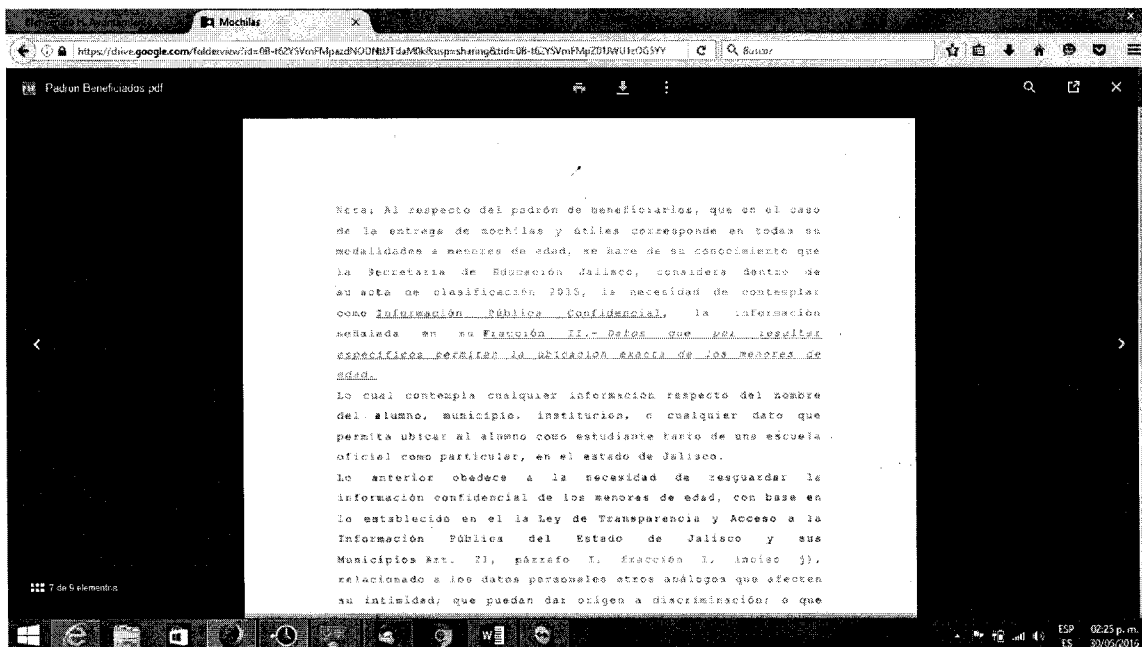 Mochilas
Buscar
Padron Beneficiados.pdf
Nota: Al respecto del padrón de beneficiarios, que en el caso
de la entrega de mochilas y útiles corresponde en todas su
modalidades a menores de edad, se hace de su conocimiento que
la Secretaria de Educación Jalisco, considera dentro de
su acta de clasificación 2015, la necesidad de contemplar
como Información Pública Confidencial, la información
señalada en su Fracción II.- Datos que por resultar
específicos permitan la ubicación exacta de los menores de
edad.
Lo cual contempla cualquier información respecto del nombre
del alumno, municipio, institución, o cualquier dato que
permita ubicar al alumno como estudiante tanto de una escuela
oficial como particular, en el estado de Jalisco.
Lo anterior obedece a la necesidad de resguardar la
información confidencial de los menores de edad, con base en
lo establecido en el la Ley de Transparencia y Acceso a la
Información Pública del Estado de Jalisco y sus
Municipios Art. 21, párrafo I, fracción I, inciso j),
relacionado a los datos personales otros análogos que afecten
su intimidad, que puedan dar origen a discriminación; o que
7 de 9 elementos
ESP 02:25 p. m.
ES 30/05/2016